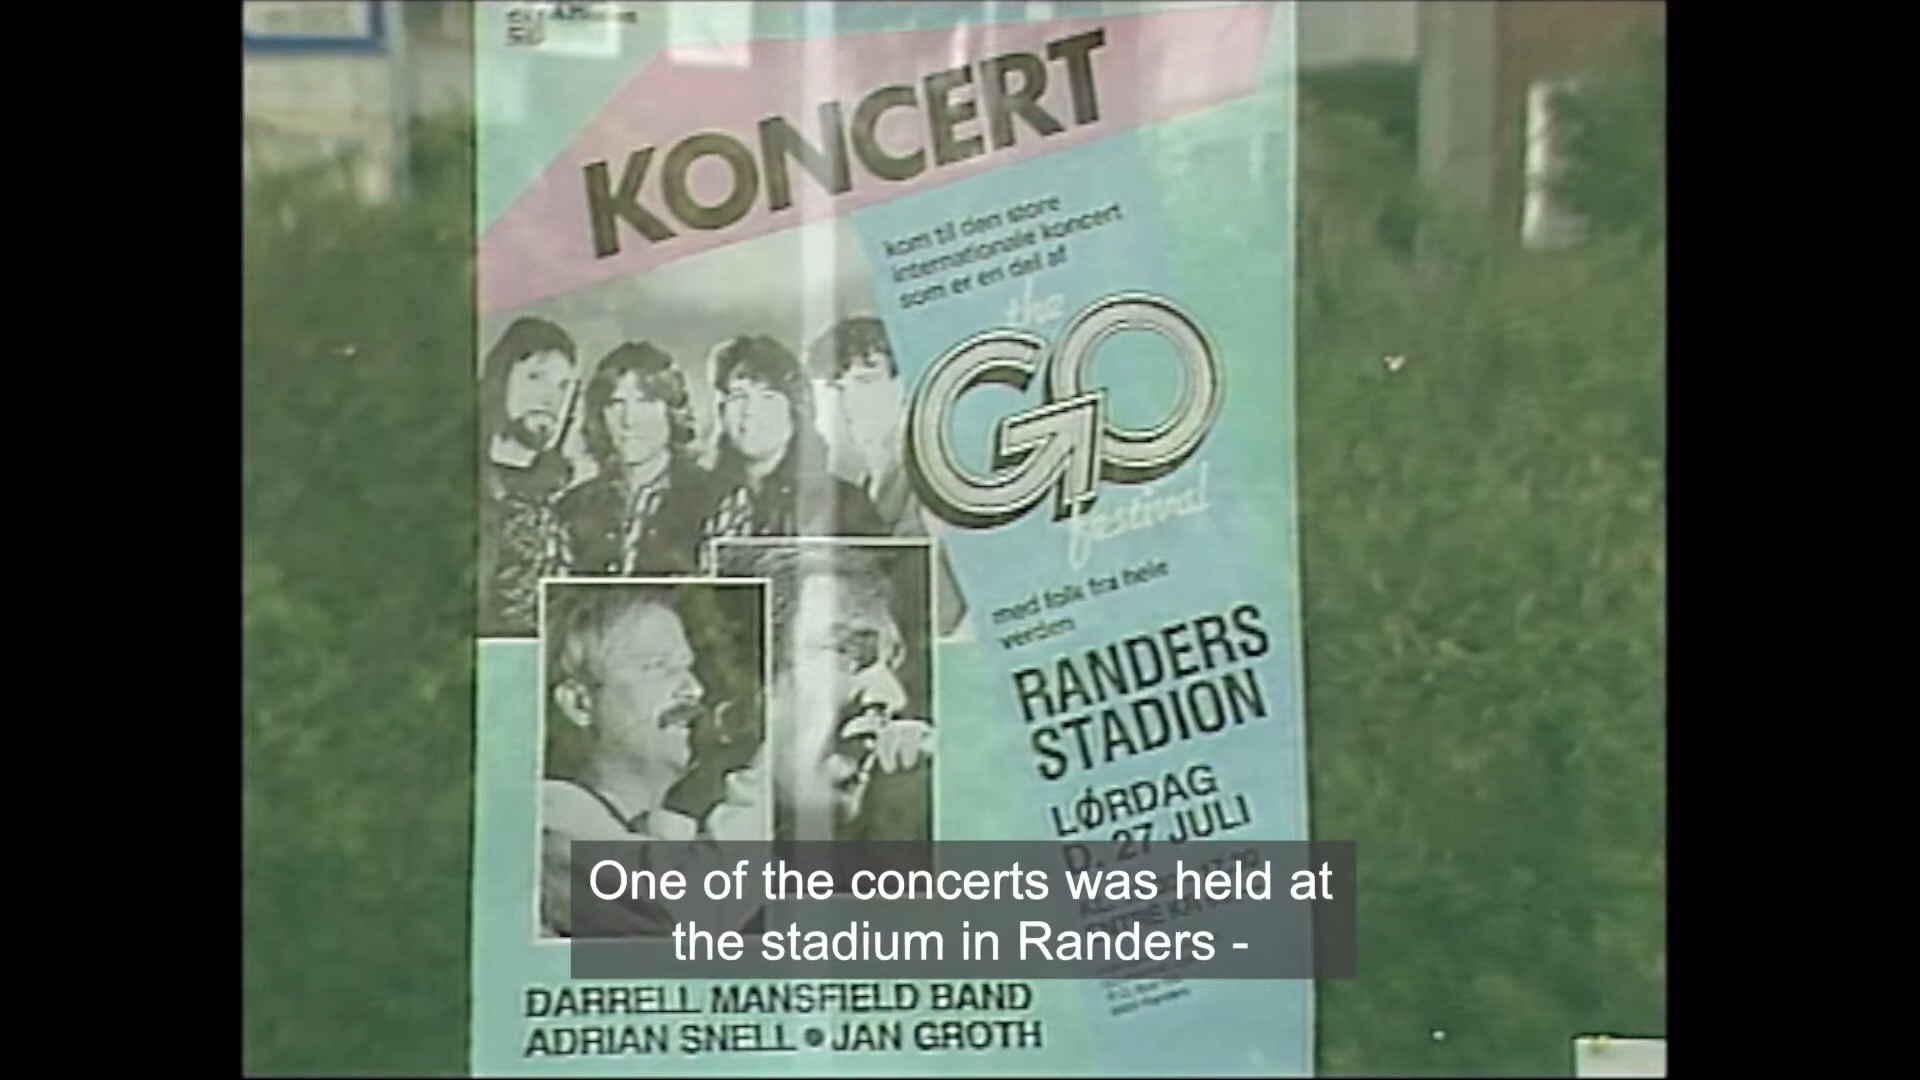 KONCERT
kom til den store
internationale koncert
som er en del af
the
GO
festival
med folk fra hele
verden
RANDERS
STADION
LØRDAG
D. 27 JULI
One of the concerts was held at
the stadium in Randers -
DARRELL MANSFIELD BAND
ADRIAN SNELL • JAN GROTH